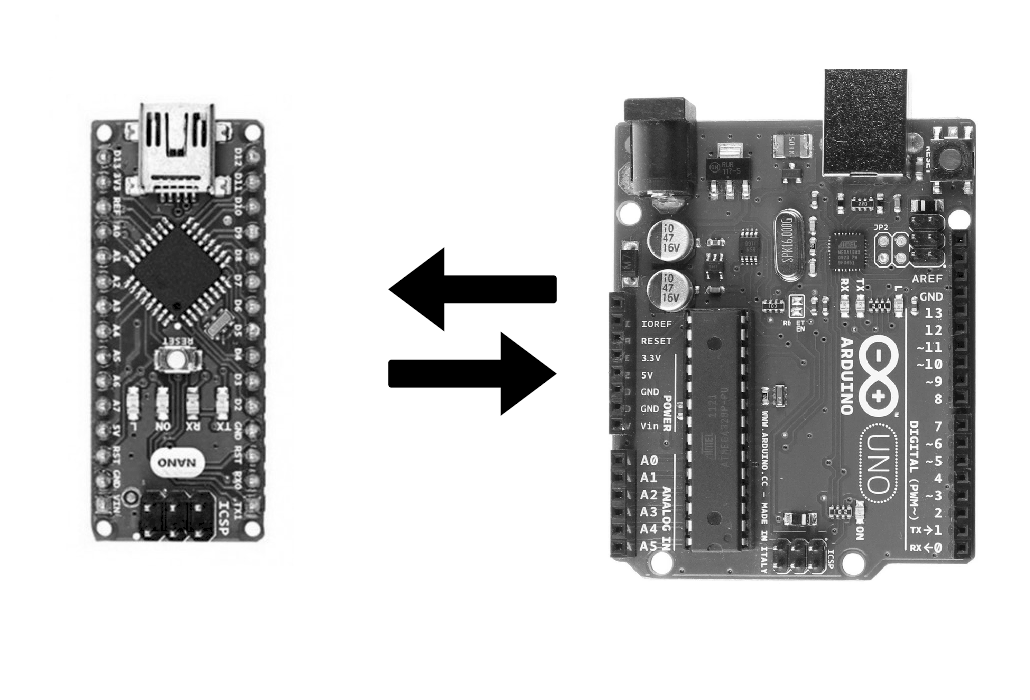 D13
3V3
REF
A0
A1
A2
A3
A4
A5
A6
A7
5V
RST
GND
VIN
D12
D11
D10
D9
D8
D7
D6
D5
D4
D3
D2
GND
RST
RX0
TX1
RESET
L
ON
RX
TX
NANO
ICSP
47
16V
47
16V
SPK16.000G
JP2
RESET
RX
TX
L
AREF
GND
13
12
~11
~10
~9
8
7
~6
~5
4
~3
2
TX→1
RX←0
DIGITAL (PWM~)
ARDUINO
UNO
ON
IOREF
RESET
3.3V
5V
GND
GND
Vin
POWER
A0
A1
A2
A3
A4
A5
ANALOG IN
WWW.ARDUINO.CC - MADE IN ITALY
ICSP